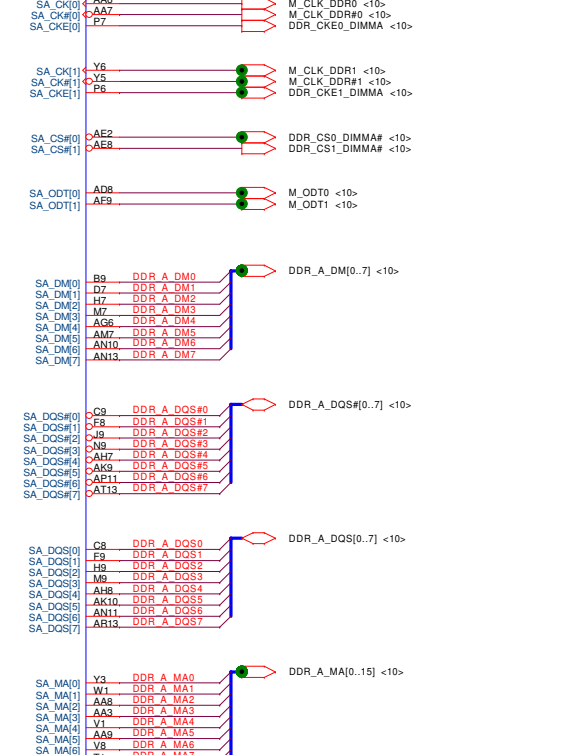 SA_CK[0] M_CLK_DDR0 <10>
SA_CK#[0] AA7 M_CLK_DDR#0 <10>
SA_CKE[0] P7 DDR_CKE0_DIMMA <10>
SA_CK[1] Y6 M_CLK_DDR1 <10>
SA_CK#[1] Y5 M_CLK_DDR#1 <10>
SA_CKE[1] P6 DDR_CKE1_DIMMA <10>
SA_CS#[0] AE2 DDR_CS0_DIMMA# <10>
SA_CS#[1] AE8 DDR_CS1_DIMMA# <10>
SA_ODT[0] AD8 M_ODT0 <10>
SA_ODT[1] AF9 M_ODT1 <10>
DDR_A_DM[0..7] <10>
SA_DM[0] B9 DDR_A_DM0
SA_DM[1] D7 DDR_A_DM1
SA_DM[2] H7 DDR_A_DM2
SA_DM[3] M7 DDR_A_DM3
SA_DM[4] AG6 DDR_A_DM4
SA_DM[5] AM7 DDR_A_DM5
SA_DM[6] AN10 DDR_A_DM6
SA_DM[7] AN13 DDR_A_DM7
DDR_A_DQS#[0..7] <10>
SA_DQS#[0] C9 DDR_A_DQS#0
SA_DQS#[1] F8 DDR_A_DQS#1
SA_DQS#[2] J9 DDR_A_DQS#2
SA_DQS#[3] N9 DDR_A_DQS#3
SA_DQS#[4] AH7 DDR_A_DQS#4
SA_DQS#[5] AK9 DDR_A_DQS#5
SA_DQS#[6] AP11 DDR_A_DQS#6
SA_DQS#[7] AT13 DDR_A_DQS#7
DDR_A_DQS[0..7] <10>
SA_DQS[0] C8 DDR_A_DQS0
SA_DQS[1] F9 DDR_A_DQS1
SA_DQS[2] H9 DDR_A_DQS2
SA_DQS[3] M9 DDR_A_DQS3
SA_DQS[4] AH8 DDR_A_DQS4
SA_DQS[5] AK10 DDR_A_DQS5
SA_DQS[6] AN11 DDR_A_DQS6
SA_DQS[7] AR13 DDR_A_DQS7
DDR_A_MA[0..15] <10>
SA_MA[0] Y3 DDR_A_MA0
SA_MA[1] W1 DDR_A_MA1
SA_MA[2] AA8 DDR_A_MA2
SA_MA[3] AA3 DDR_A_MA3
SA_MA[4] V1 DDR_A_MA4
SA_MA[5] AA9 DDR_A_MA5
SA_MA[6] V8 DDR_A_MA6
DDR_A_MA7